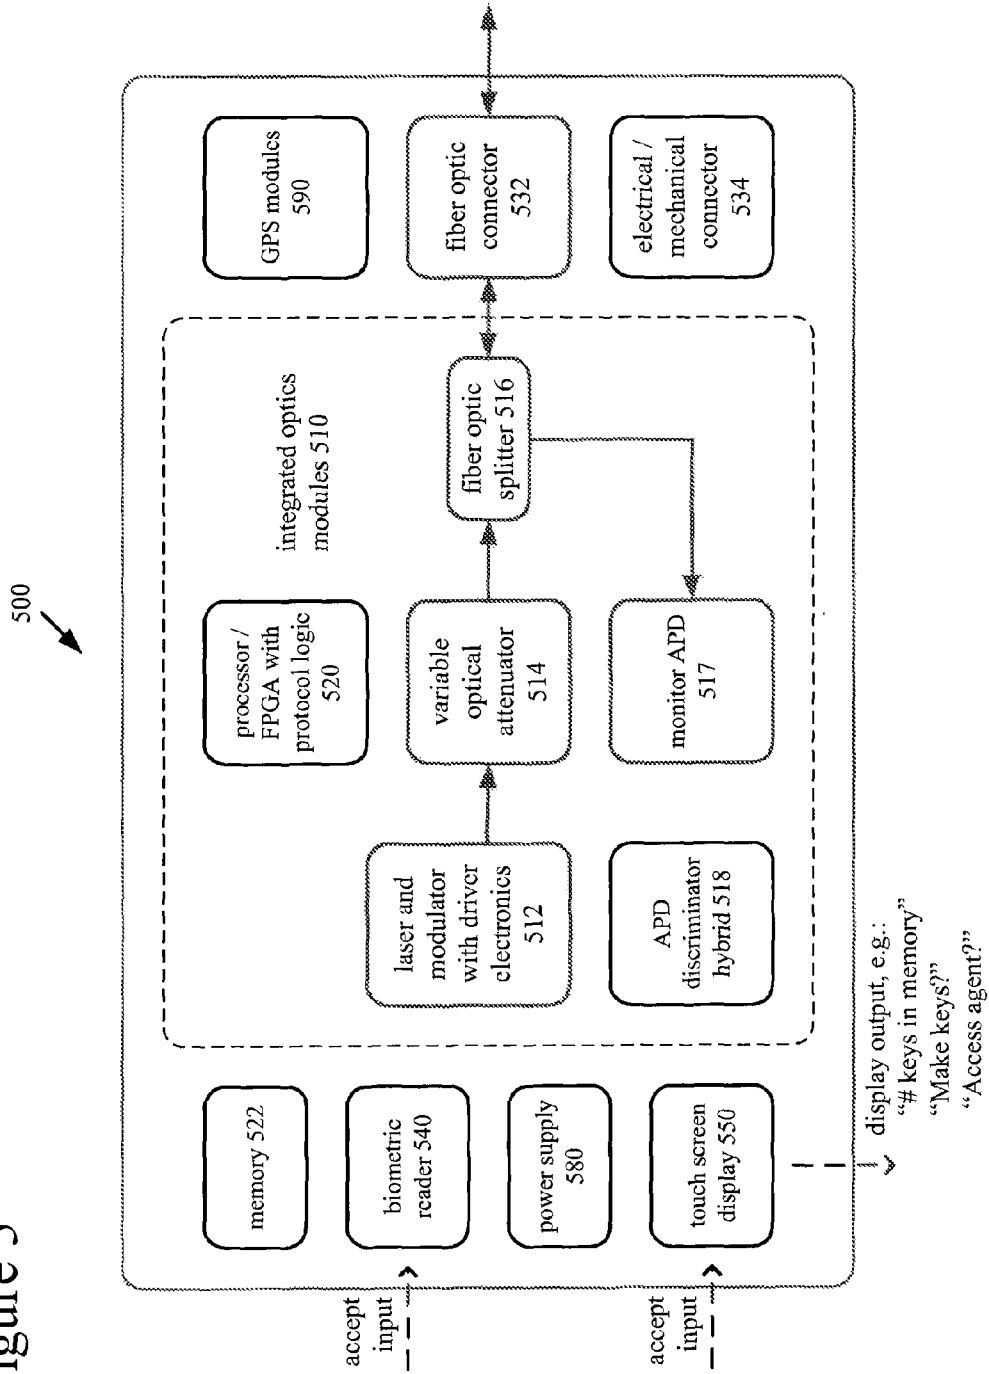 500
memory 522
biometric
reader 540
power supply
580
touch screen
display 550
accept
input
accept
input
display output, e.g.:
“# keys in memory”
“Make keys?”
“Access agent?”
integrated optics
modules 510
processor /
FPGA with
protocol logic
520
laser and
modulator
with driver
electronics
512
variable
optical
attenuator
514
fiber optic
splitter 516
APD
discriminator
hybrid 518
monitor APD
517
GPS modules
590
fiber optic
connector
532
electrical /
mechanical
connector
534